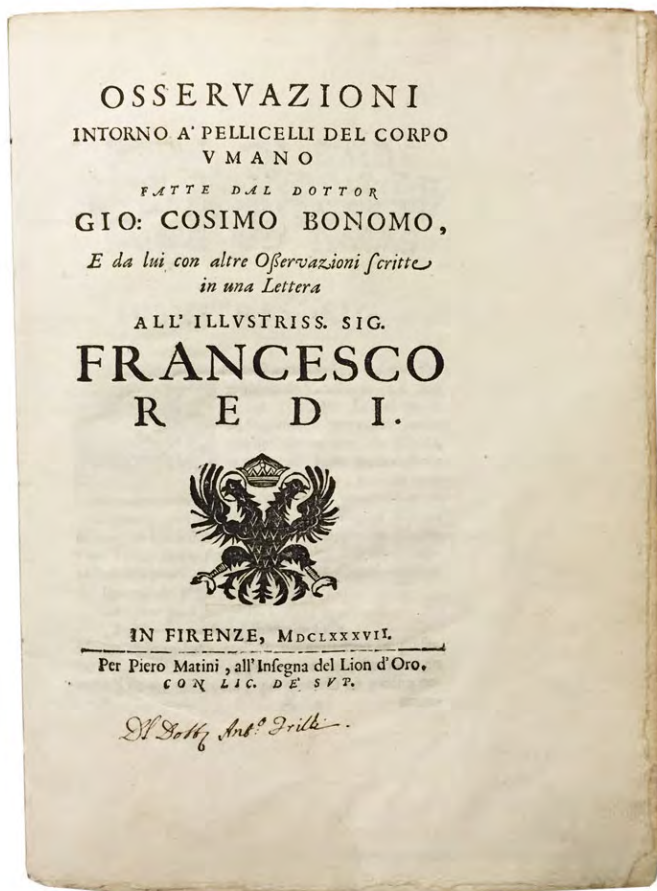 OSSERVAZIONI
INTORNO A' PELLICELLI DEL CORPO
VMANO
FATTE DAL DOTTOR
GIO: COSIMO BONOMO,
E da lui con altre Oßervazioni ſcritte
in una Lettera
ALL' ILLVSTRISS. SIG.
FRANCESCO
REDI.
IN FIRENZE, MDCLXXXVII.
Per Piero Matini, all'Inſegna del Lion d'Oro.
CON LIC. DE' SVP.